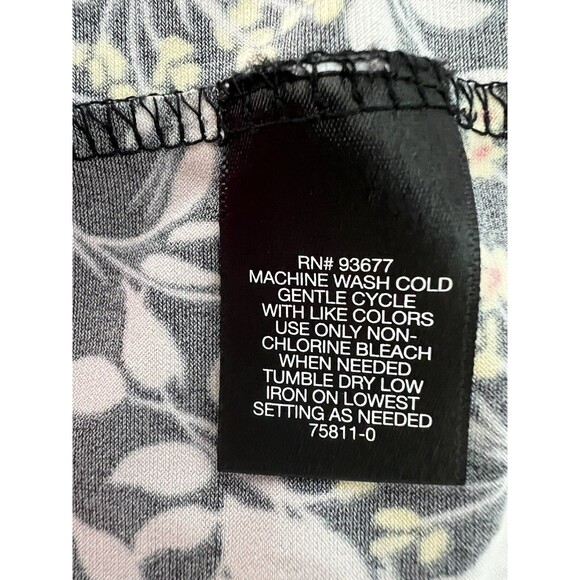 RN# 93677
MACHINE WASH COLD
GENTLE CYCLE
WITH LIKE COLORS
USE ONLY NON-
CHLORINE BLEACH
WHEN NEEDED
TUMBLE DRY LOW
IRON ON LOWEST
SETTING AS NEEDED
75811-0